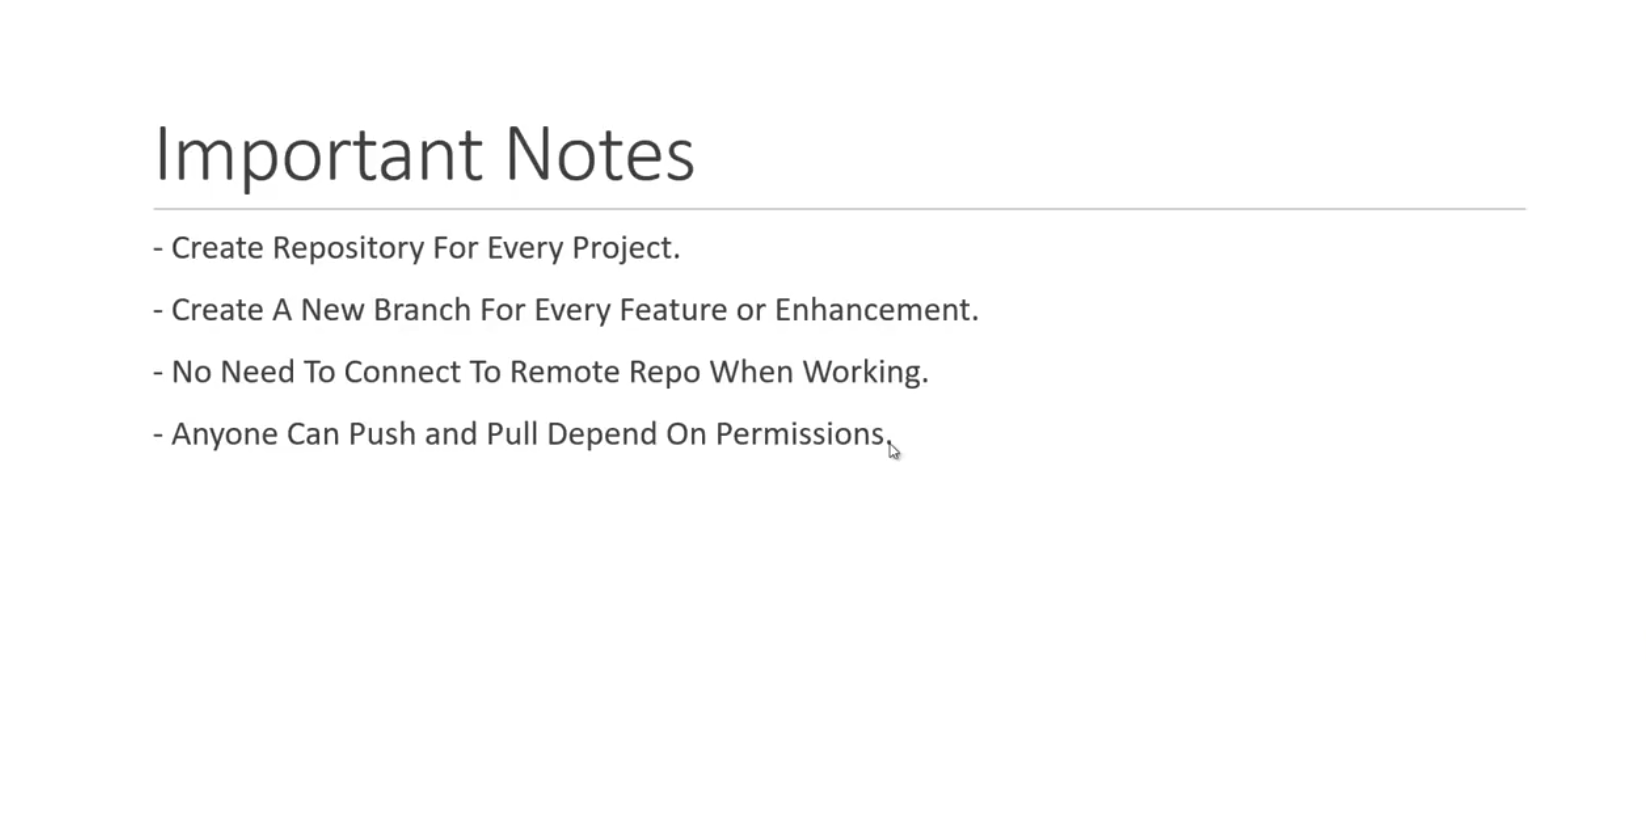 Important Notes
- Create Repository For Every Project.
- Create A New Branch For Every Feature or Enhancement.
- No Need To Connect To Remote Repo When Working.
- Anyone Can Push and Pull Depend On Permissions.